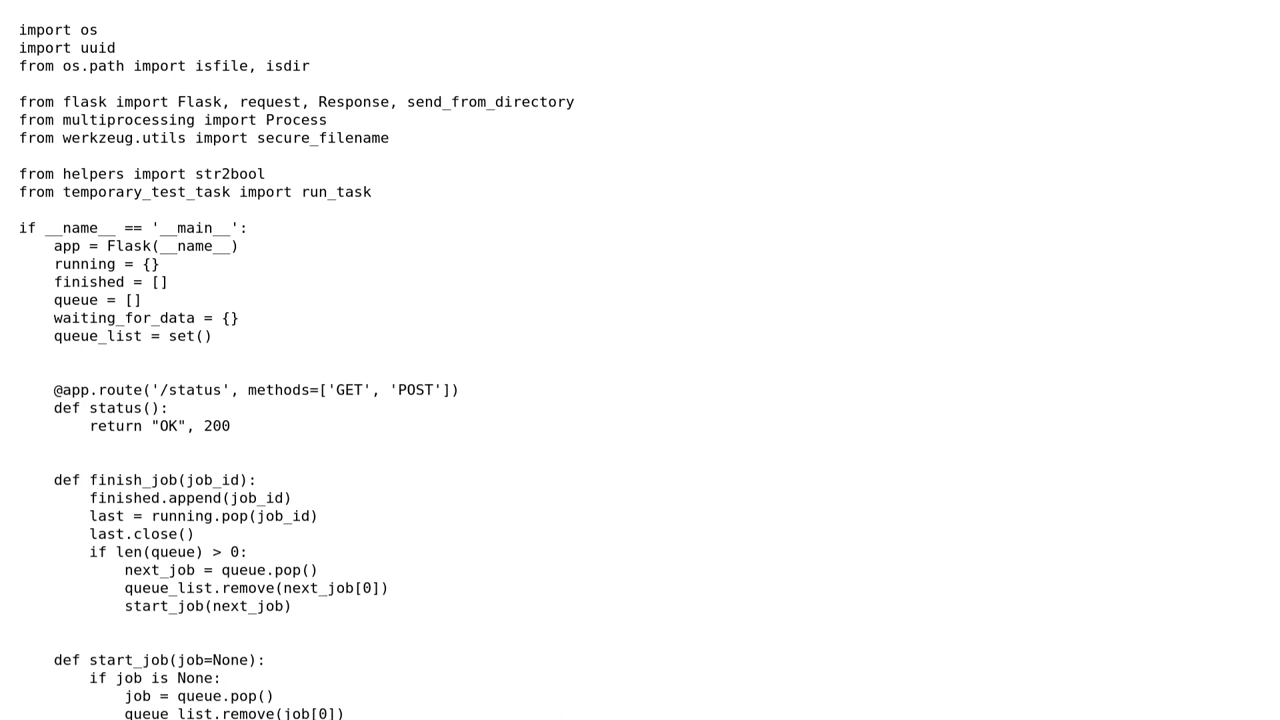 import os
import uuid
from os.path import isfile, isdir

from flask import Flask, request, Response, send_from_directory
from multiprocessing import Process
from werkzeug.utils import secure_filename

from helpers import str2bool
from temporary_test_task import run_task

if __name__ == '__main__':
    app = Flask(__name__)
    running = {}
    finished = []
    queue = []
    waiting_for_data = {}
    queue_list = set()


    @app.route('/status', methods=['GET', 'POST'])
    def status():
        return "OK", 200


    def finish_job(job_id):
        finished.append(job_id)
        last = running.pop(job_id)
        last.close()
        if len(queue) > 0:
            next_job = queue.pop()
            queue_list.remove(next_job[0])
            start_job(next_job)


    def start_job(job=None):
        if job is None:
            job = queue.pop()
            queue_list.remove(job[0])